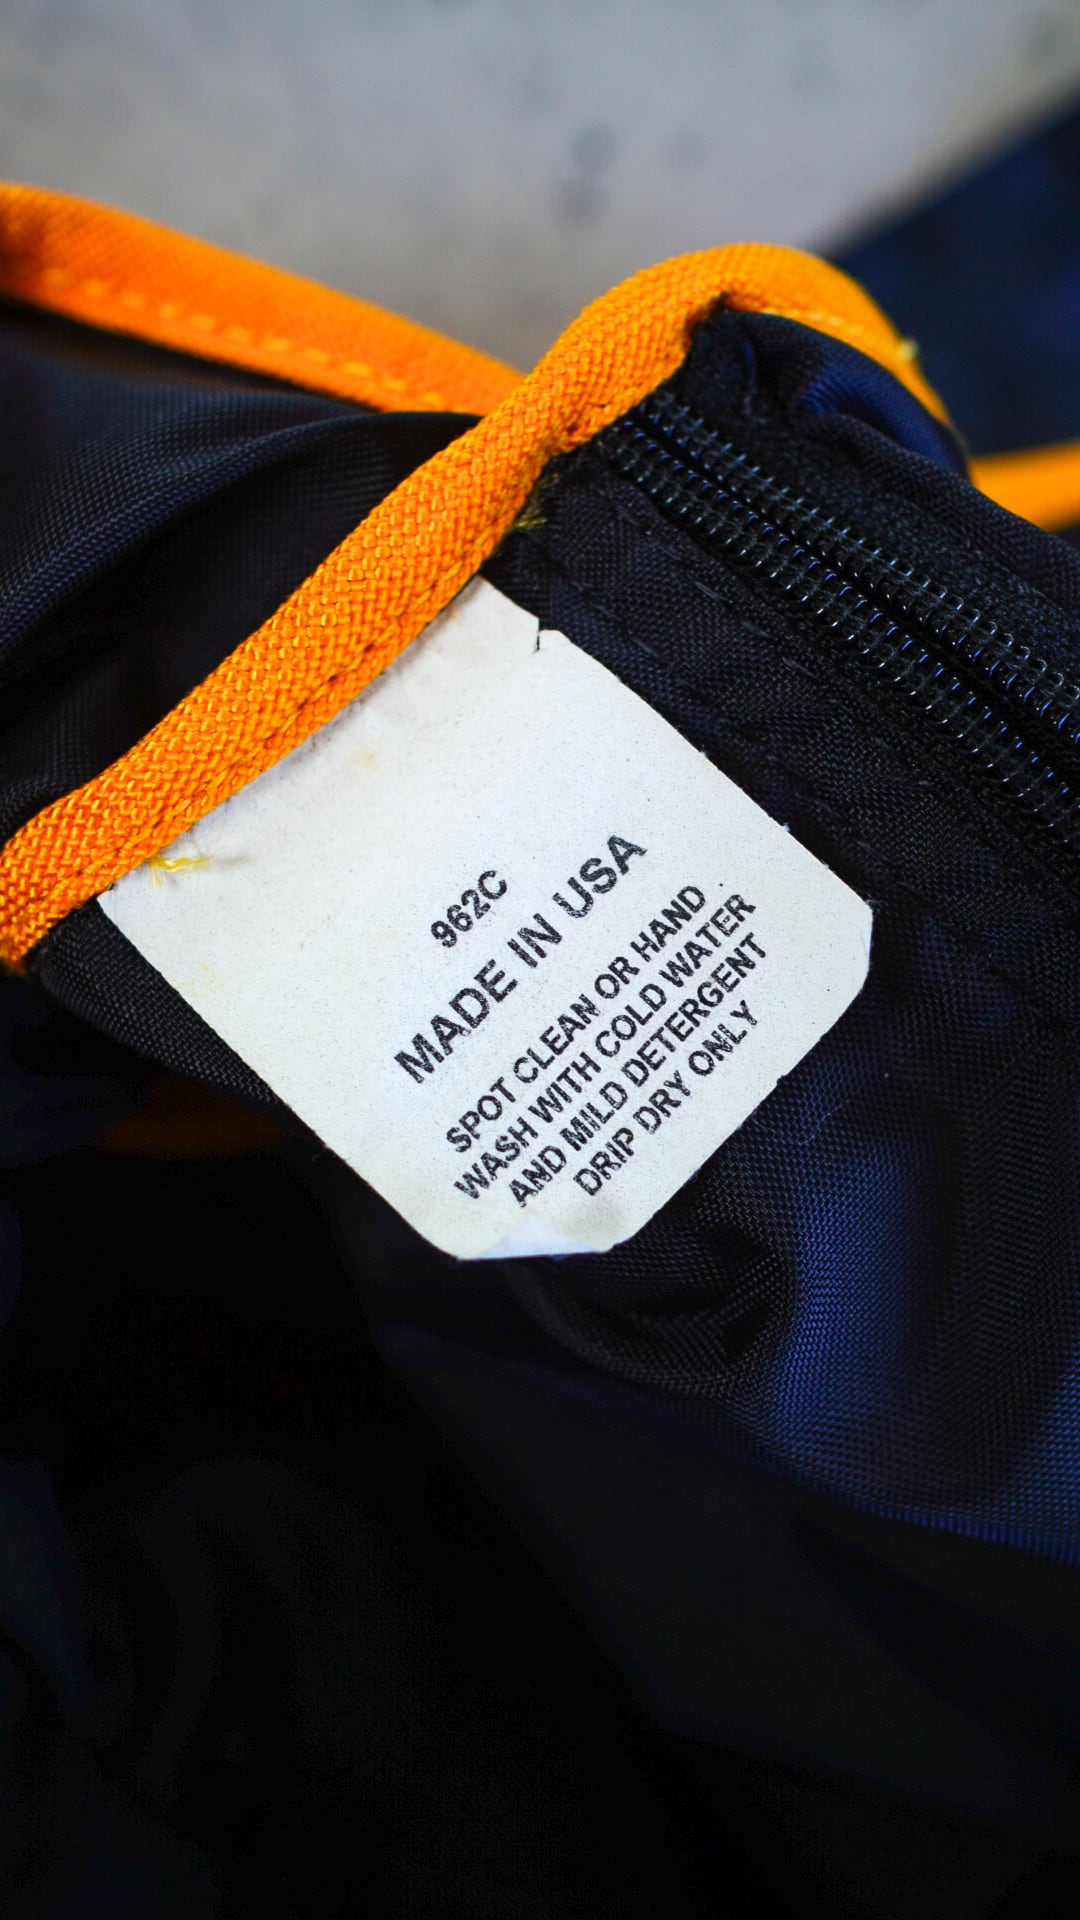 962C
MADE IN USA
SPOT CLEAN OR HAND
WASH WITH COLD WATER
AND MILD DETERGENT
DRIP DRY ONLY